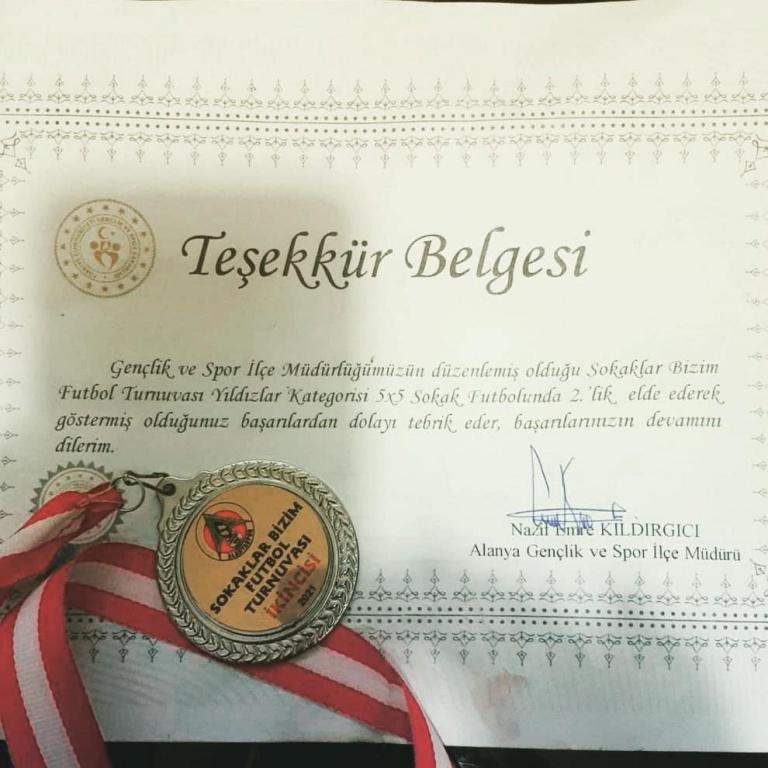 Teşekkür Belgesi
Gençlik ve Spor İlçe Müdürlüğümüzün düzenlemiş olduğu Sokaklar Bizim
Futbol Turnuvası Yıldızlar Kategorisi 5x5 Sokak Futbolunda 2.'lik elde ederek
göstermiş olduğunuz başarılardan dolayı tebrik eder, başarılarınızın devamını
dilerim.
Nazif Emre KILDIRGICI
Alanya Gençlik ve Spor İlçe Müdürü
SOKAKLAR BİZİM
FUTBOL
TURNUVASI
İKİNCİSİ
2021